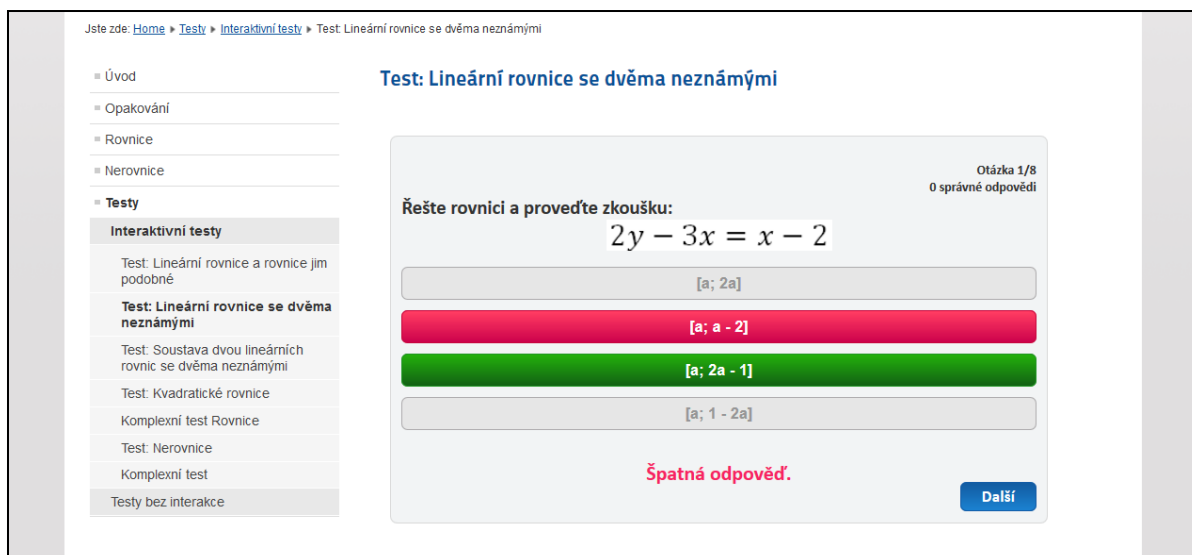 Jste zde: Home ▸ Testy ▸ Interaktivní testy ▸ Test: Lineární rovnice se dvěma neznámými
Úvod
Opakování
Rovnice
Nerovnice
Testy
Interaktivní testy
Test: Lineární rovnice a rovnice jim
podobné
Test: Lineární rovnice se dvěma
neznámými
Test: Soustava dvou lineárních
rovnic se dvěma neznámými
Test: Kvadratické rovnice
Komplexní test Rovnice
Test: Nerovnice
Komplexní test
Testy bez interakce
Test: Lineární rovnice se dvěma neznámými
Otázka 1/8
0 správné odpovědi
Řešte rovnici a proveďte zkoušku:
2y − 3x = x − 2
[a; 2a]
[a; a - 2]
[a; 2a - 1]
[a; 1 - 2a]
Špatná odpověď.
Další